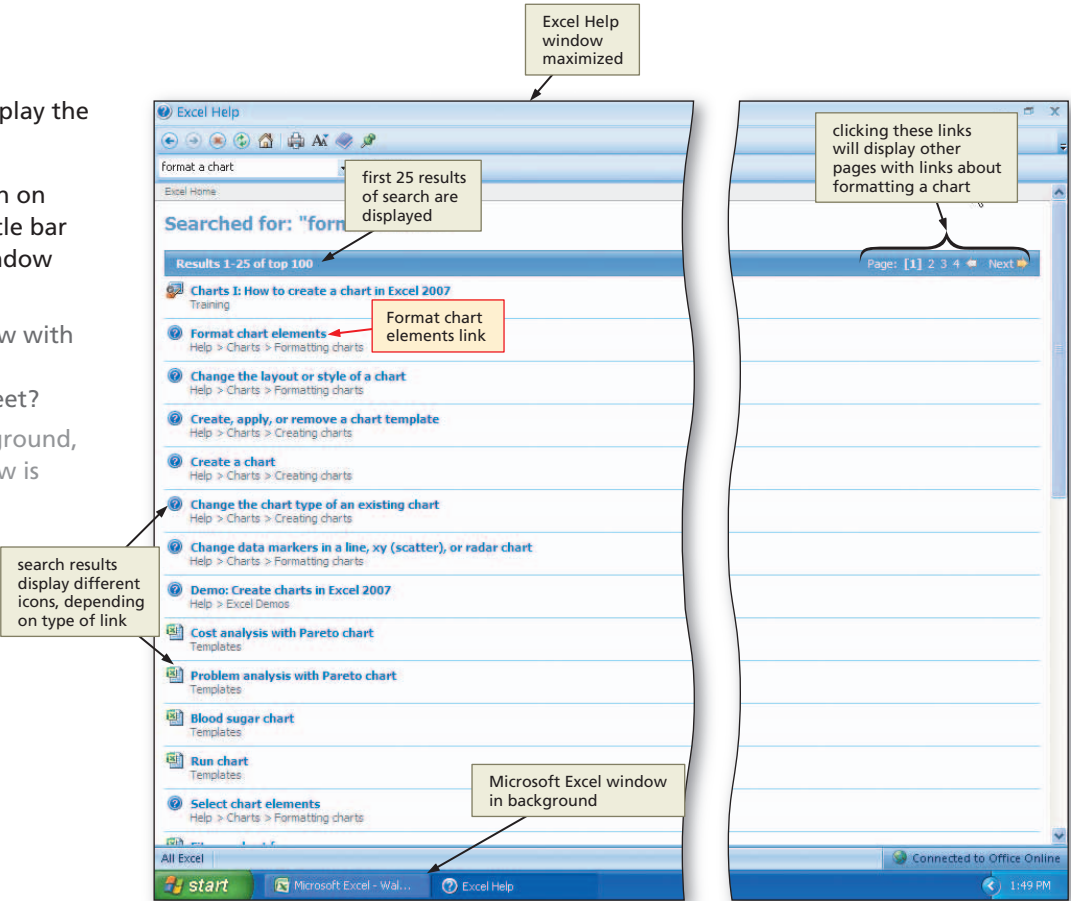 Excel Help
window
maximized
play the
n on
tle bar
ndow
w with
eet?
ground,
w is
Excel Help
clicking these links
will display other
pages with links about
formatting a chart
format a chart
first 25 results
of search are
displayed
Excel Home
Searched for: "form
Results 1-25 of top 100
Page: [1] 2 3 4 Next
Charts I: How to create a chart in Excel 2007
Training
Format chart
elements link
Format chart elements
Help > Charts > Formatting charts
Change the layout or style of a chart
Help > Charts > Formatting charts
Create, apply, or remove a chart template
Help > Charts > Creating charts
Create a chart
Help > Charts > Creating charts
Change the chart type of an existing chart
Help > Charts > Creating charts
Change data markers in a line, xy (scatter), or radar chart
Help > Charts > Formatting charts
search results
display different
icons, depending
on type of link
Demo: Create charts in Excel 2007
Help > Excel Demos
Cost analysis with Pareto chart
Templates
Problem analysis with Pareto chart
Templates
Blood sugar chart
Templates
Run chart
Templates
Microsoft Excel window
in background
Select chart elements
Help > Charts > Formatting charts
All Excel
Connected to Office Online
start
Microsoft Excel - Wal...
Excel Help
1:49 PM